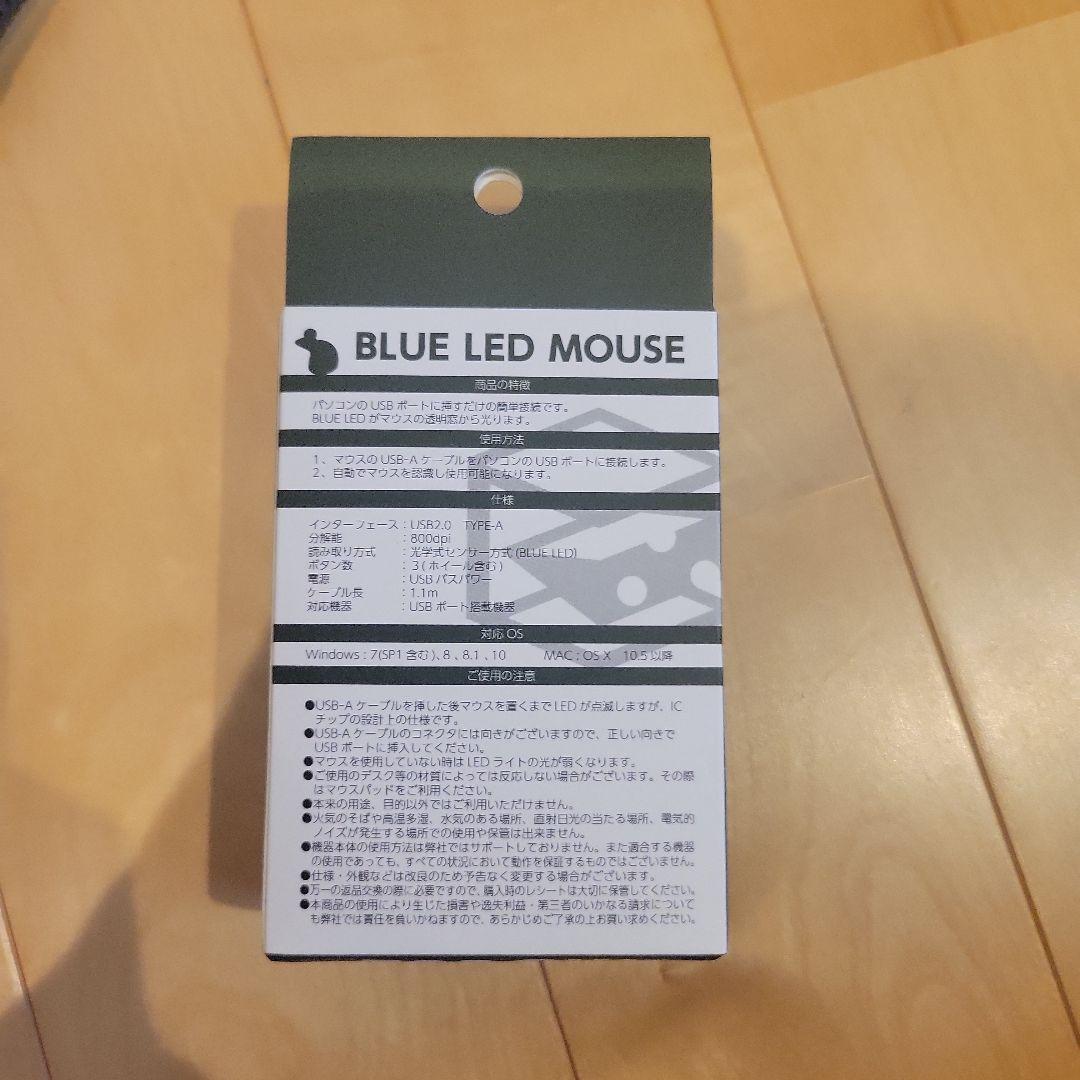 BLUE LED MOUSE
商品の特徴
パソコンの USB ポートに挿すだけの簡単接続です。
BLUE LED がマウスの透明窓から光ります。
使用方法
1、マウスの USB-A ケーブルをパソコンの USB ポートに接続します。
2、自動でマウスを認識し使用可能になります。
仕様
インターフェース：USB2.0　TYPE-A
分解能　：800dpi
読み取り方式　：光学式センサー方式 (BLUE LED)
ボタン数　：3 ( ホイール含む )
電源　：USB バスパワー
ケーブル長　：1.1m
対応機器　：USB ポート搭載機器
対応 OS
Windows : 7(SP1 含む )、8 、8.1 、10　MAC : OS X　10.5 以降
ご使用の注意
●USB-A ケーブルを挿した後マウスを置くまで LED が点滅しますが、IC
チップの設計上の仕様です。
●USB-A ケーブルのコネクタには向きがございますので、正しい向きで
USB ポートに挿入してください。
●マウスを使用していない時は LED ライトの光が弱くなります。
●ご使用のデスク等の材質によっては反応しない場合がございます。その際
はマウスパッドをご利用ください。
●本来の用途、目的以外ではご利用いただけません。
●火気のそばや高温多湿、水気のある場所、直射日光の当たる場所、電気的
ノイズが発生する場所での使用や保管は出来ません。
●機器本体の使用方法は弊社ではサポートしておりません。また適合する機器
の使用であっても、すべての状況において動作を保証するものではございません。
●仕様・外観などは改良のため予告なく変更する場合がございます。
●万一の返品交換の際に必要ですので、購入時のレシートは大切に保管してください。
●本商品の使用により生じた損害や逸失利益・第三者のいかなる請求について
も弊社では責任を負いかねますので、あらかじめご了承の上お買い求めください。